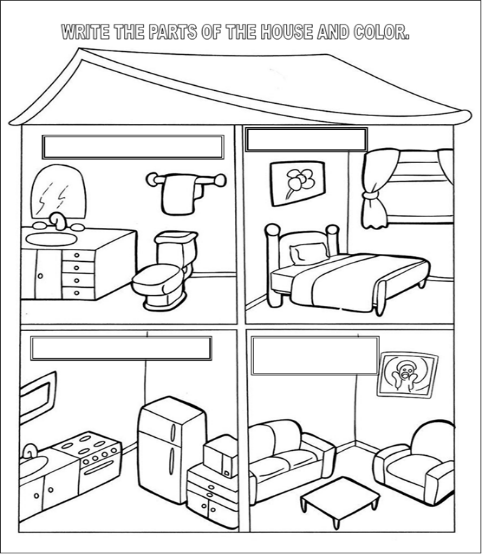 WRITE THE PARTS OF THE HOUSE AND COLOR.